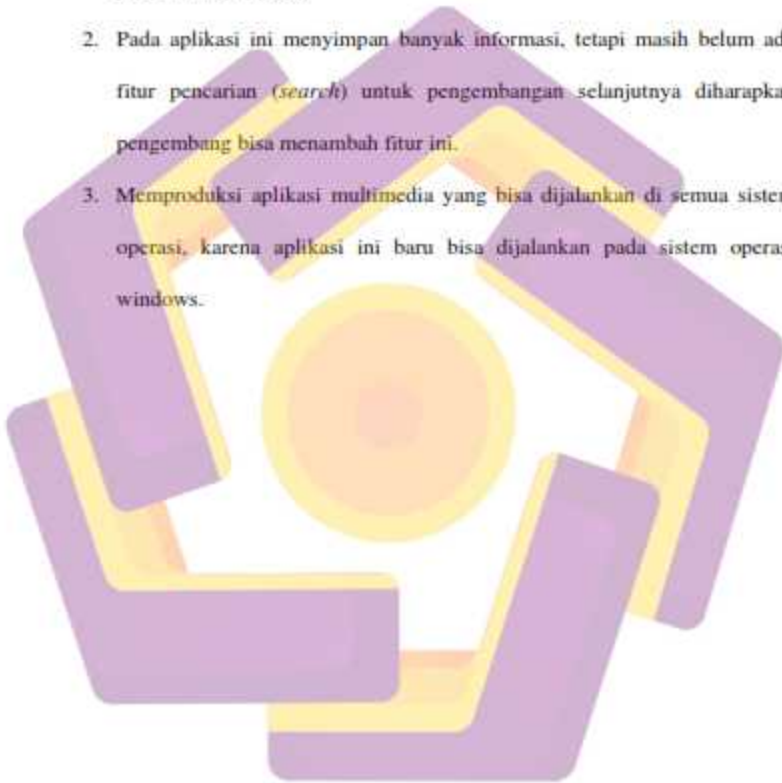 2. Pada aplikasi ini menyimpan banyak informasi, tetapi masih belum ad
fitur pencarian (search) untuk pengembangan selanjutnya diharapka
pengembang bisa menambah fitur ini.
3. Memproduksi aplikasi multimedia yang bisa dijalankan di semua sister
operasi, karena aplikasi ini baru bisa dijalankan pada sistem operas
windows.